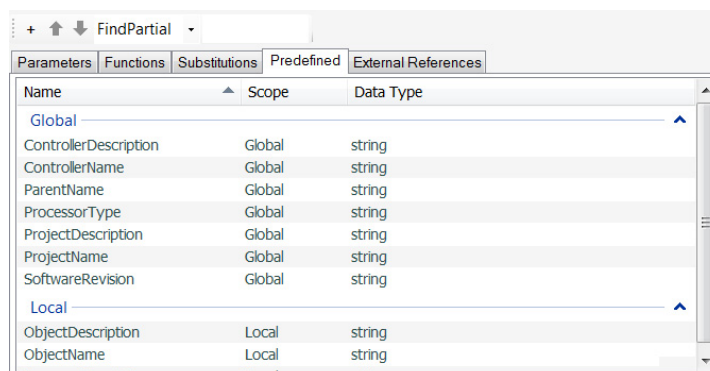 + FindPartial
Parameters Functions Substitutions Predefined External References
Name Scope Data Type
Global
ControllerDescription Global string
ControllerName Global string
ParentName Global string
ProcessorType Global string
ProjectDescription Global string
ProjectName Global string
SoftwareRevision Global string
Local
ObjectDescription Local string
ObjectName Local string